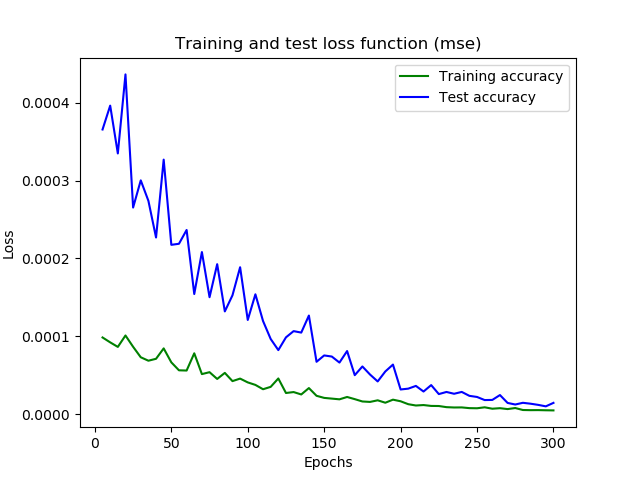 Training and test loss function (mse)
Training accuracy
Test accuracy
0.0004
0.0003
0.0002
0.0001
0.0000
Loss
0 50 100 150 200 250 300
Epochs